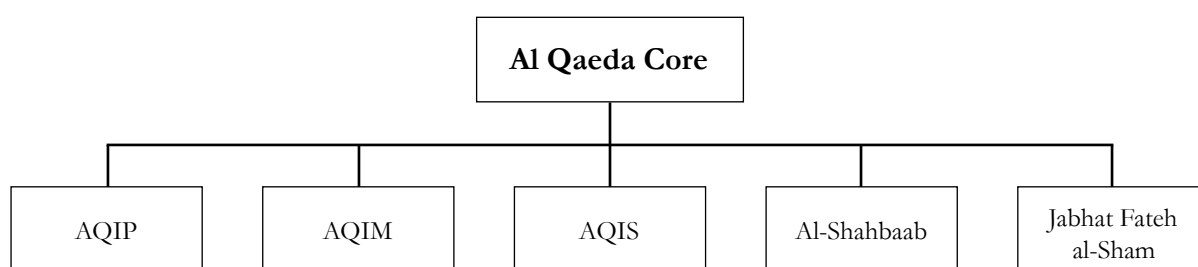 Al Qaeda Core
AQIP
AQIM
AQIS
Al-Shahbaab
Jabhat Fateh
al-Sham